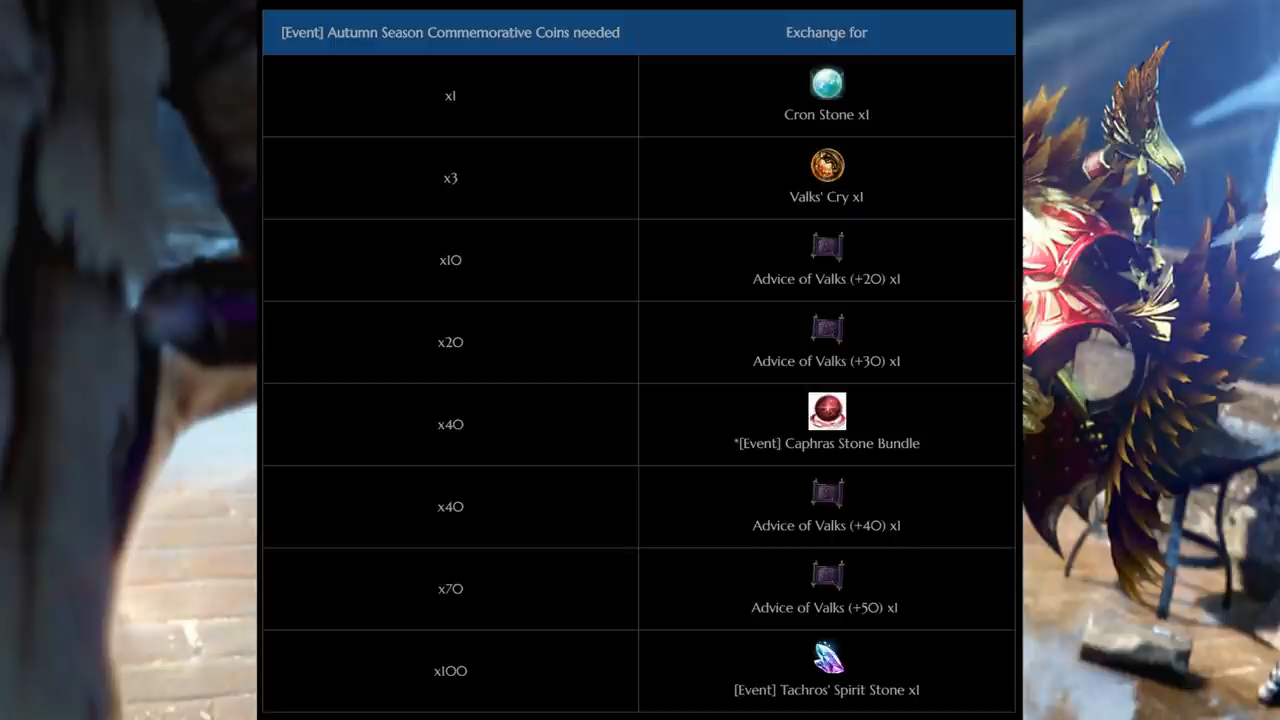 [Event] Autumn Season Commemorative Coins needed
Exchange for
x1
Cron Stone x1
x3
Valks' Cry x1
x10
Advice of Valks (+20) x1
x20
Advice of Valks (+30) x1
x40
*[Event] Caphras Stone Bundle
x40
Advice of Valks (+40) x1
x70
Advice of Valks (+50) x1
x100
[Event] Tachros' Spirit Stone x1